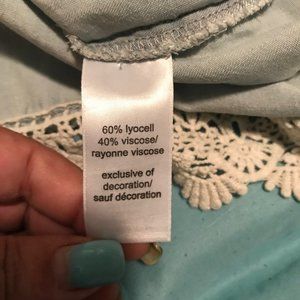 60% lyocell
40% viscose/
rayonne viscose
exclusive of
decoration/
sauf décoration